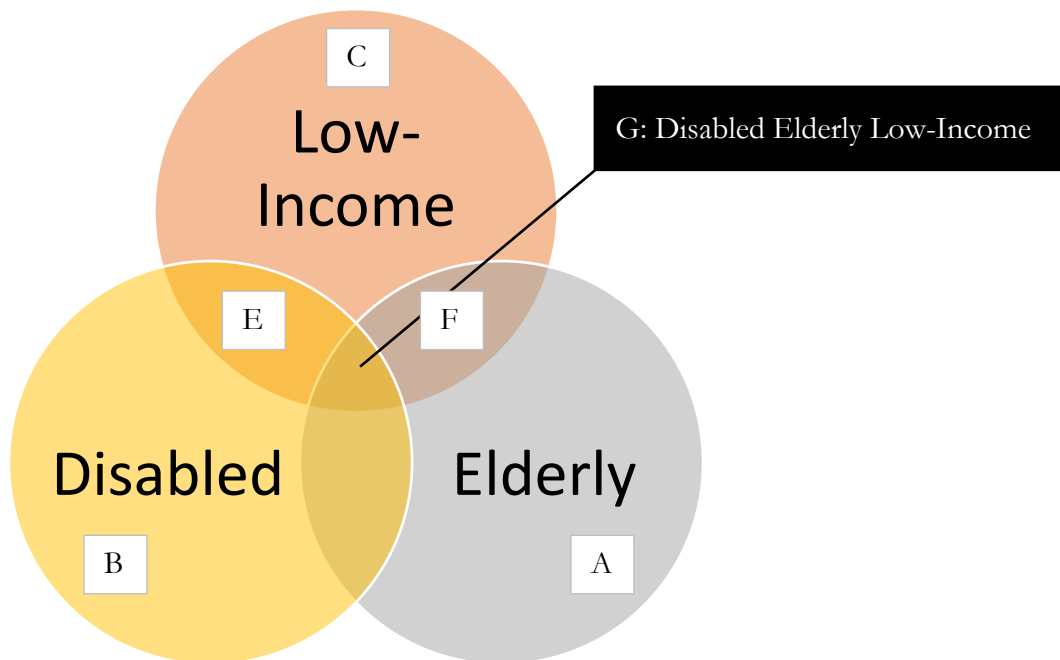 C
Low-
Income
G: Disabled Elderly Low-Income
E
F
Disabled
Elderly
B
A